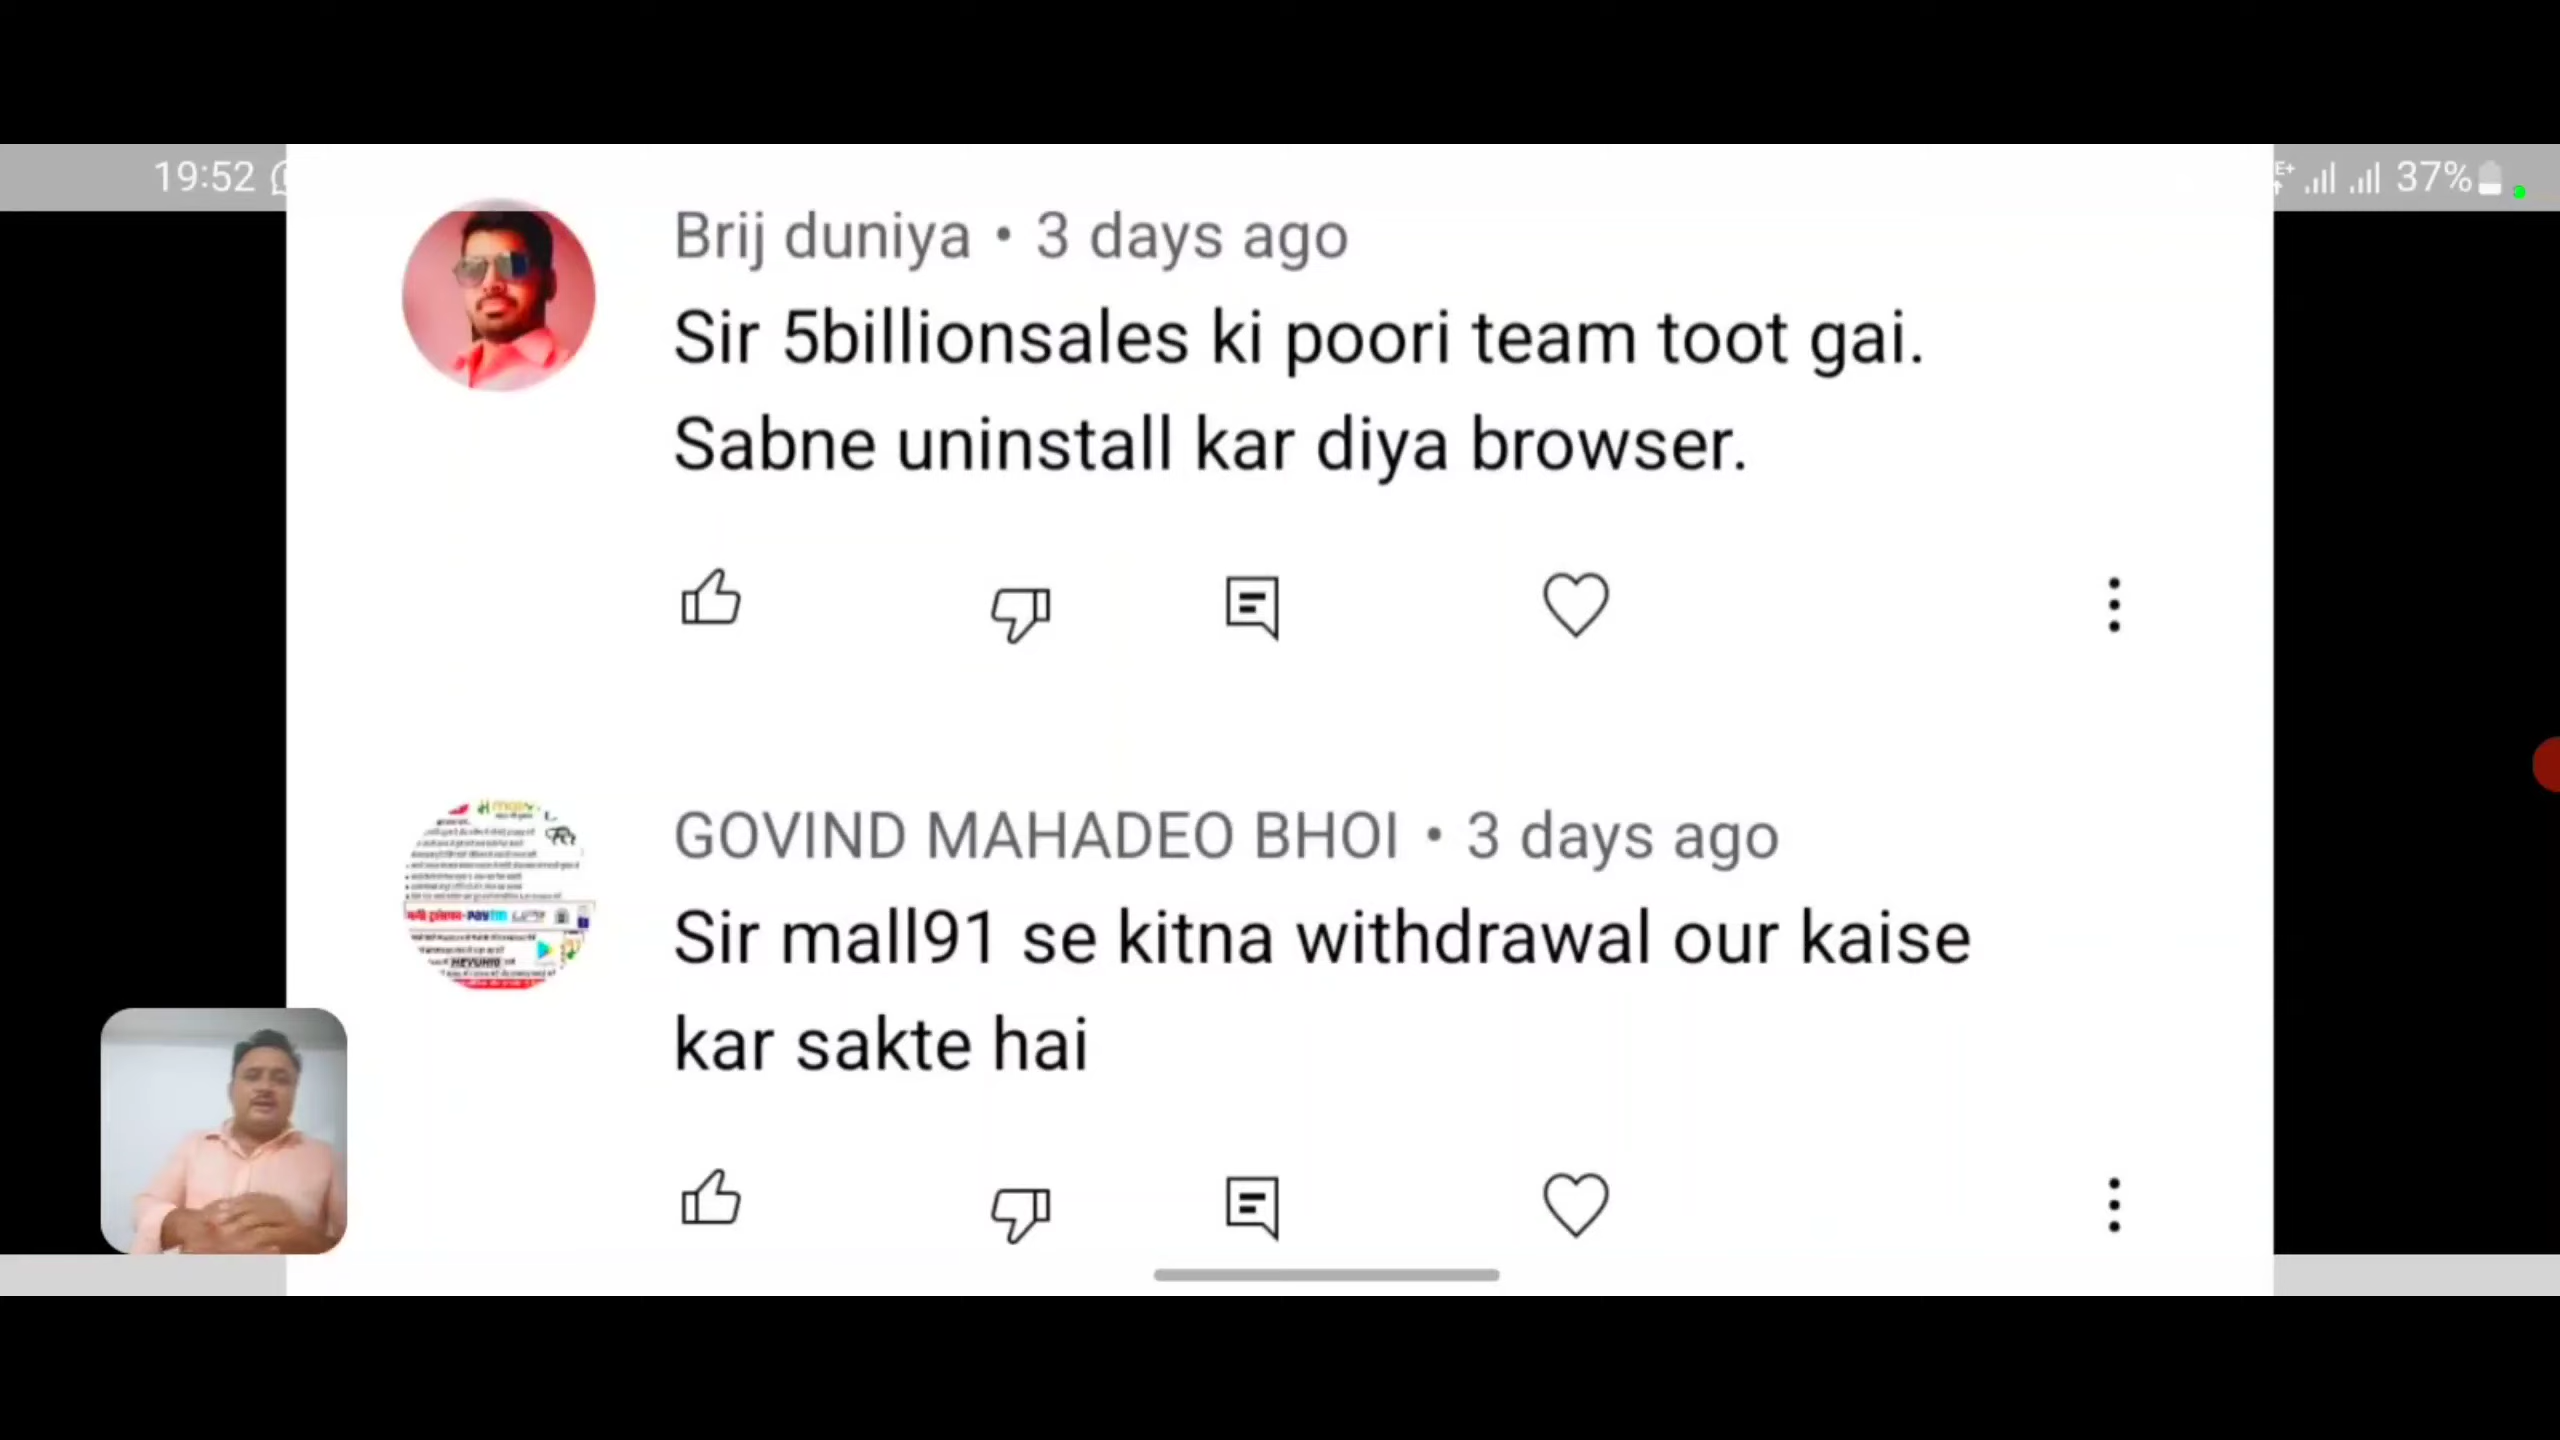 19:52
37%
Brij duniya • 3 days ago
Sir 5billionsales ki poori team toot gai.
Sabne uninstall kar diya browser.
GOVIND MAHADEO BHOI • 3 days ago
Sir mall91 se kitna withdrawal our kaise
kar sakte hai